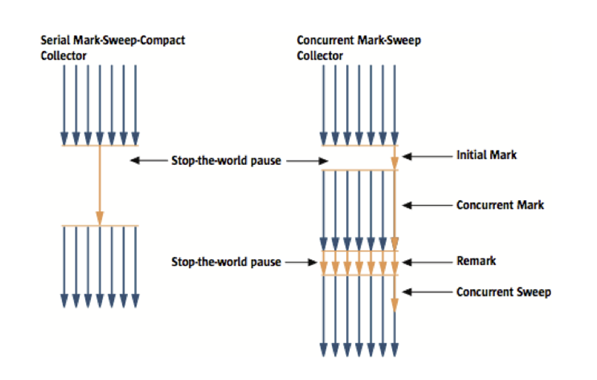 Serial Mark-Sweep-Compact
Collector
Concurrent Mark-Sweep
Collector
Stop-the-world pause
Initial Mark
Concurrent Mark
Stop-the-world pause
Remark
Concurrent Sweep